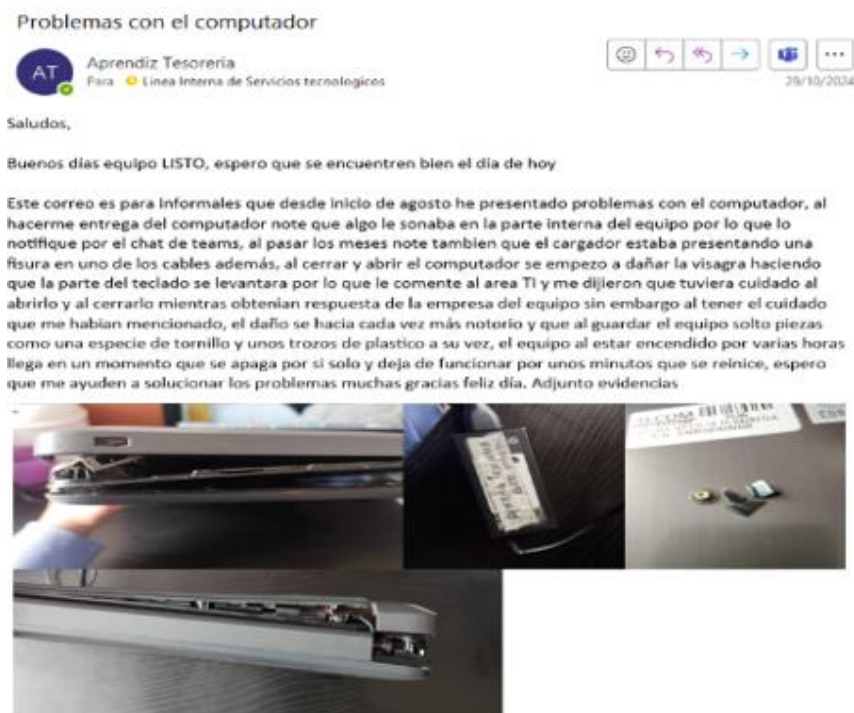 Problemas con el computador
AT
Aprendiz Tesoreria
Para Linea Interna de Servicios tecnologicos
29/10/2024
Saludos,
Buenos días equipo LISTO, espero que se encuentren bien el dia de hoy
Este correo es para Informales que desde inicio de agosto he presentado problemas con el computador, al
hacerme entrega del computador note que algo le sonaba en la parte interna del equipo por lo que lo
notifique por el chat de teams, al pasar los meses note tambien que el cargador estaba presentando una
fisura en uno de los cables además, al cerrar y abrir el computador se empezo a dañar la visagra haciendo
que la parte del teclado se levantara por lo que le comente al area TI y me dijieron que tuviera cuidado al
abrirlo y al cerrarlo mientras obtenian respuesta de la empresa del equipo sin embargo al tener el cuidado
que me habian mencionado, el daño se hacia cada vez más notorio y que al guardar el equipo solto piezas
como una especie de tornillo y unos trozos de plastico a su vez, el equipo al estar encendido por varias horas
llega en un momento que se apaga por si solo y deja de funcionar por unos minutos que se reinice, espero
que me ayuden a solucionar los problemas muchas gracias feliz día. Adjunto evidencias